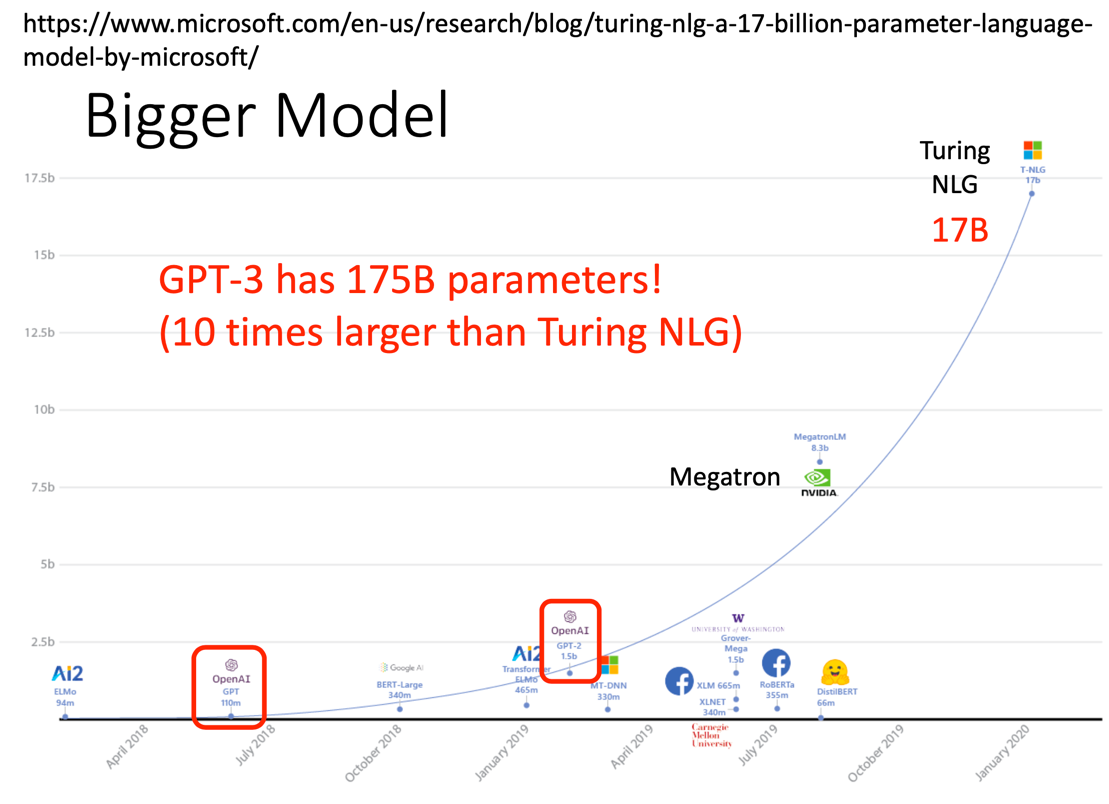 https://www.microsoft.com/en-us/research/blog/turing-nlg-a-17-billion-parameter-language-
model-by-microsoft/
Bigger Model
Turing
NLG
17B
T-NLG
17b
17.5b
15b
GPT-3 has 175B parameters!
(10 times larger than Turing NLG)
12.5b
10b
MegatronLM
8.3b
Megatron
NVIDIA
7.5b
5b
2.5b
Ai2
ELMo
94m
OpenAI
GPT
110m
Google AI
BERT-Large
340m
Ai2
Transformer
ELMo
465m
OpenAI
GPT-2
1.5b
MT-DNN
330m
W
UNIVERSITY of WASHINGTON
Grover-
Mega
1.5b
XLM 665m
XLNET
340m
Carnegie
Mellon
University
RoBERTa
355m
DistilBERT
66m
April 2018
July 2018
October 2018
January 2019
April 2019
July 2019
October 2019
January 2020